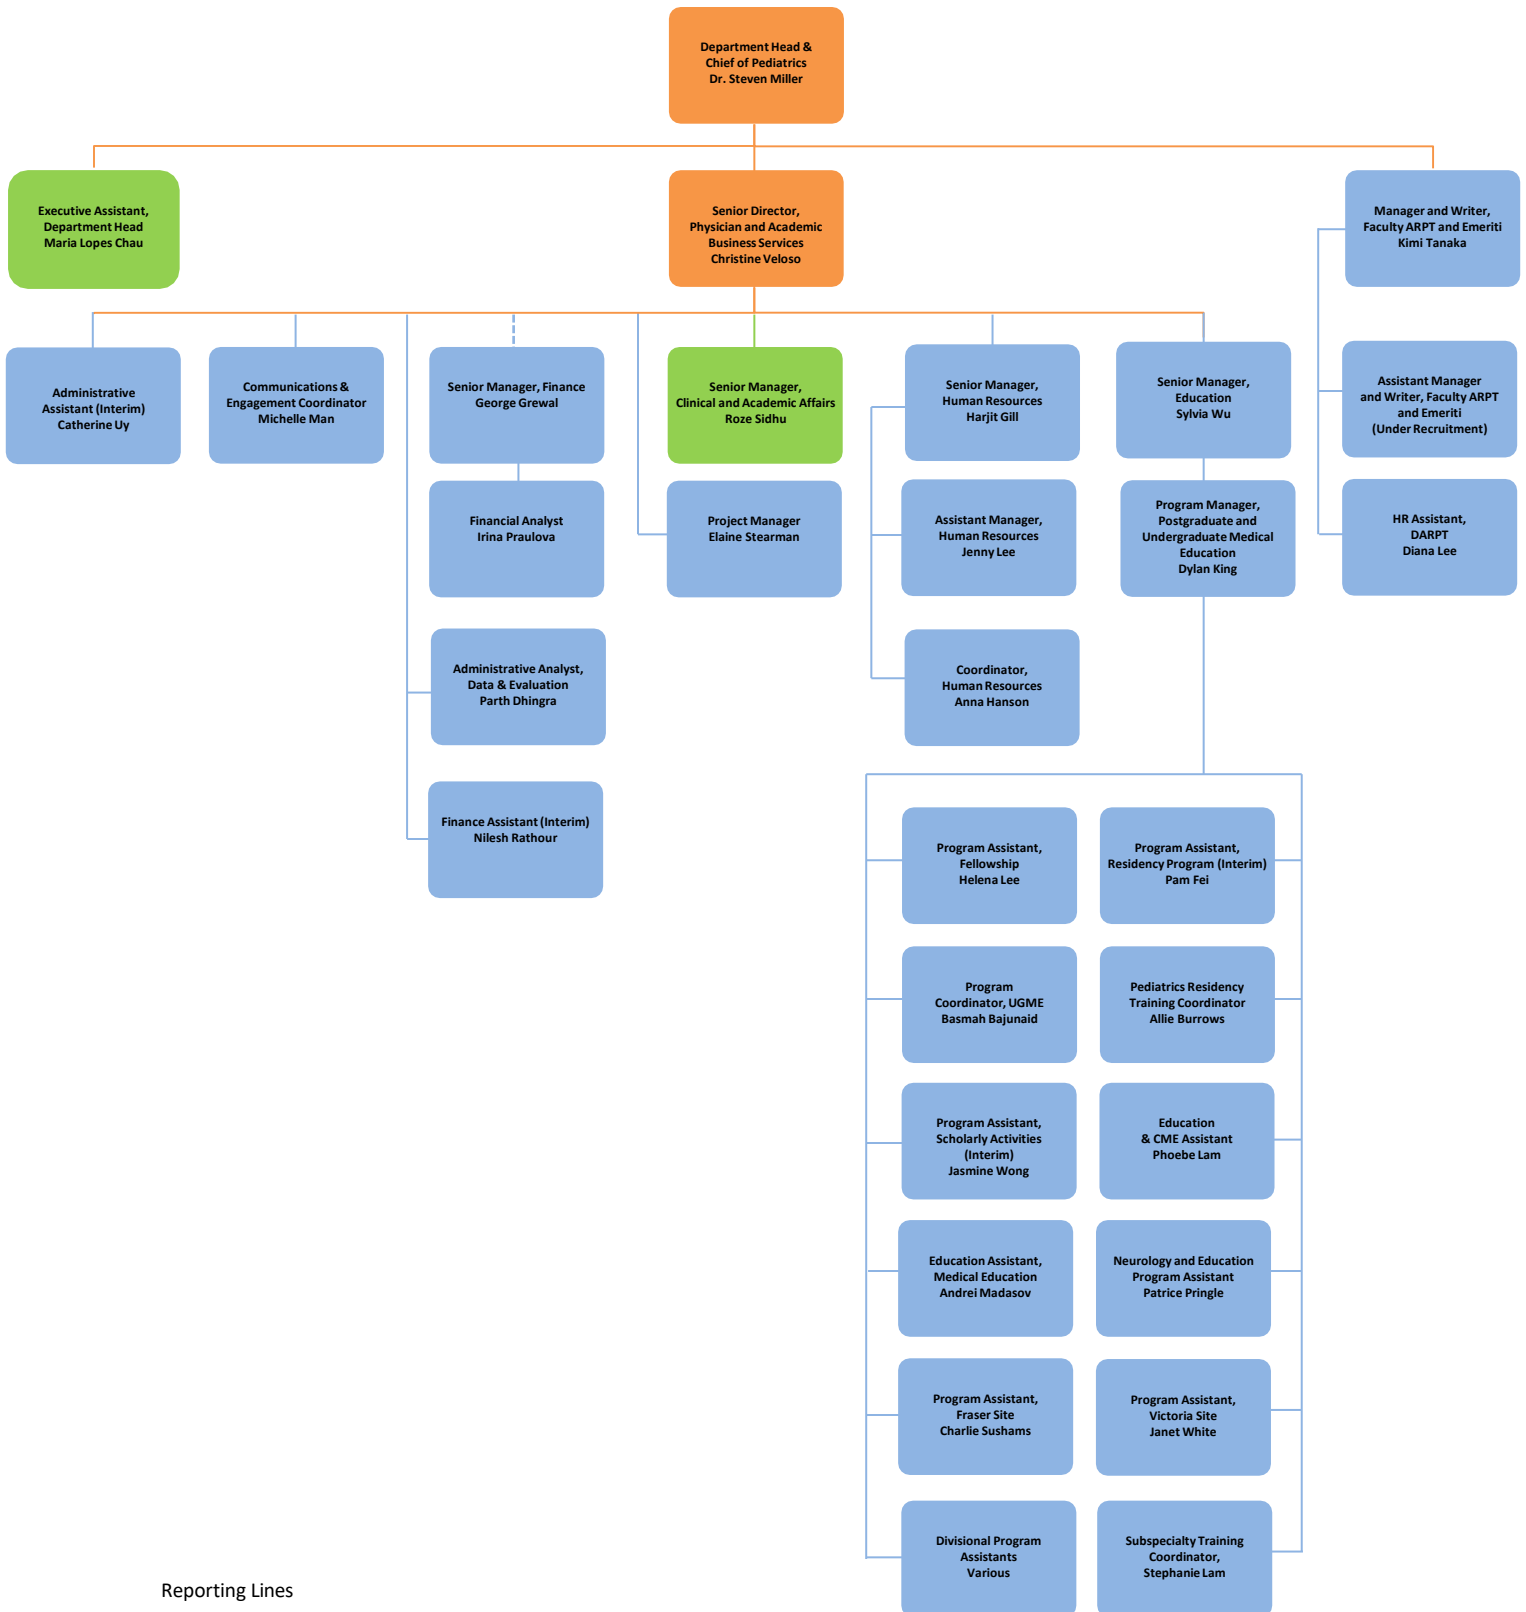 Department Head &
Chief of Pediatrics
Dr. Steven Miller
Executive Assistant,
Department Head
Maria Lopes Chau
Senior Director,
Physician and Academic
Business Services
Christine Veloso
Manager and Writer,
Faculty ARPT and Emeriti
Kimi Tanaka
Administrative
Assistant (Interim)
Catherine Uy
Communications &
Engagement Coordinator
Michelle Man
Senior Manager, Finance
George Grewal
Senior Manager,
Clinical and Academic Affairs
Roze Sidhu
Senior Manager,
Human Resources
Harjit Gill
Senior Manager,
Education
Sylvia Wu
Assistant Manager
and Writer, Faculty ARPT
and Emeriti
(Under Recruitment)
Financial Analyst
Irina Praulova
Project Manager
Elaine Stearman
Assistant Manager,
Human Resources
Jenny Lee
Program Manager,
Postgraduate and
Undergraduate Medical
Education
Dylan King
HR Assistant,
DARPT
Diana Lee
Administrative Analyst,
Data & Evaluation
Parth Dhingra
Coordinator,
Human Resources
Anna Hanson
Finance Assistant (Interim)
Nilesh Rathour
Program Assistant,
Fellowship
Helena Lee
Program Assistant,
Residency Program (Interim)
Pam Fei
Program
Coordinator, UGME
Basmah Bajunaid
Pediatrics Residency
Training Coordinator
Allie Burrows
Program Assistant,
Scholarly Activities
(Interim)
Jasmine Wong
Education
& CME Assistant
Phoebe Lam
Education Assistant,
Medical Education
Andrei Madasov
Neurology and Education
Program Assistant
Patrice Pringle
Program Assistant,
Fraser Site
Charlie Sushams
Program Assistant,
Victoria Site
Janet White
Divisional Program
Assistants
Various
Subspecialty Training
Coordinator,
Stephanie Lam
Reporting Lines